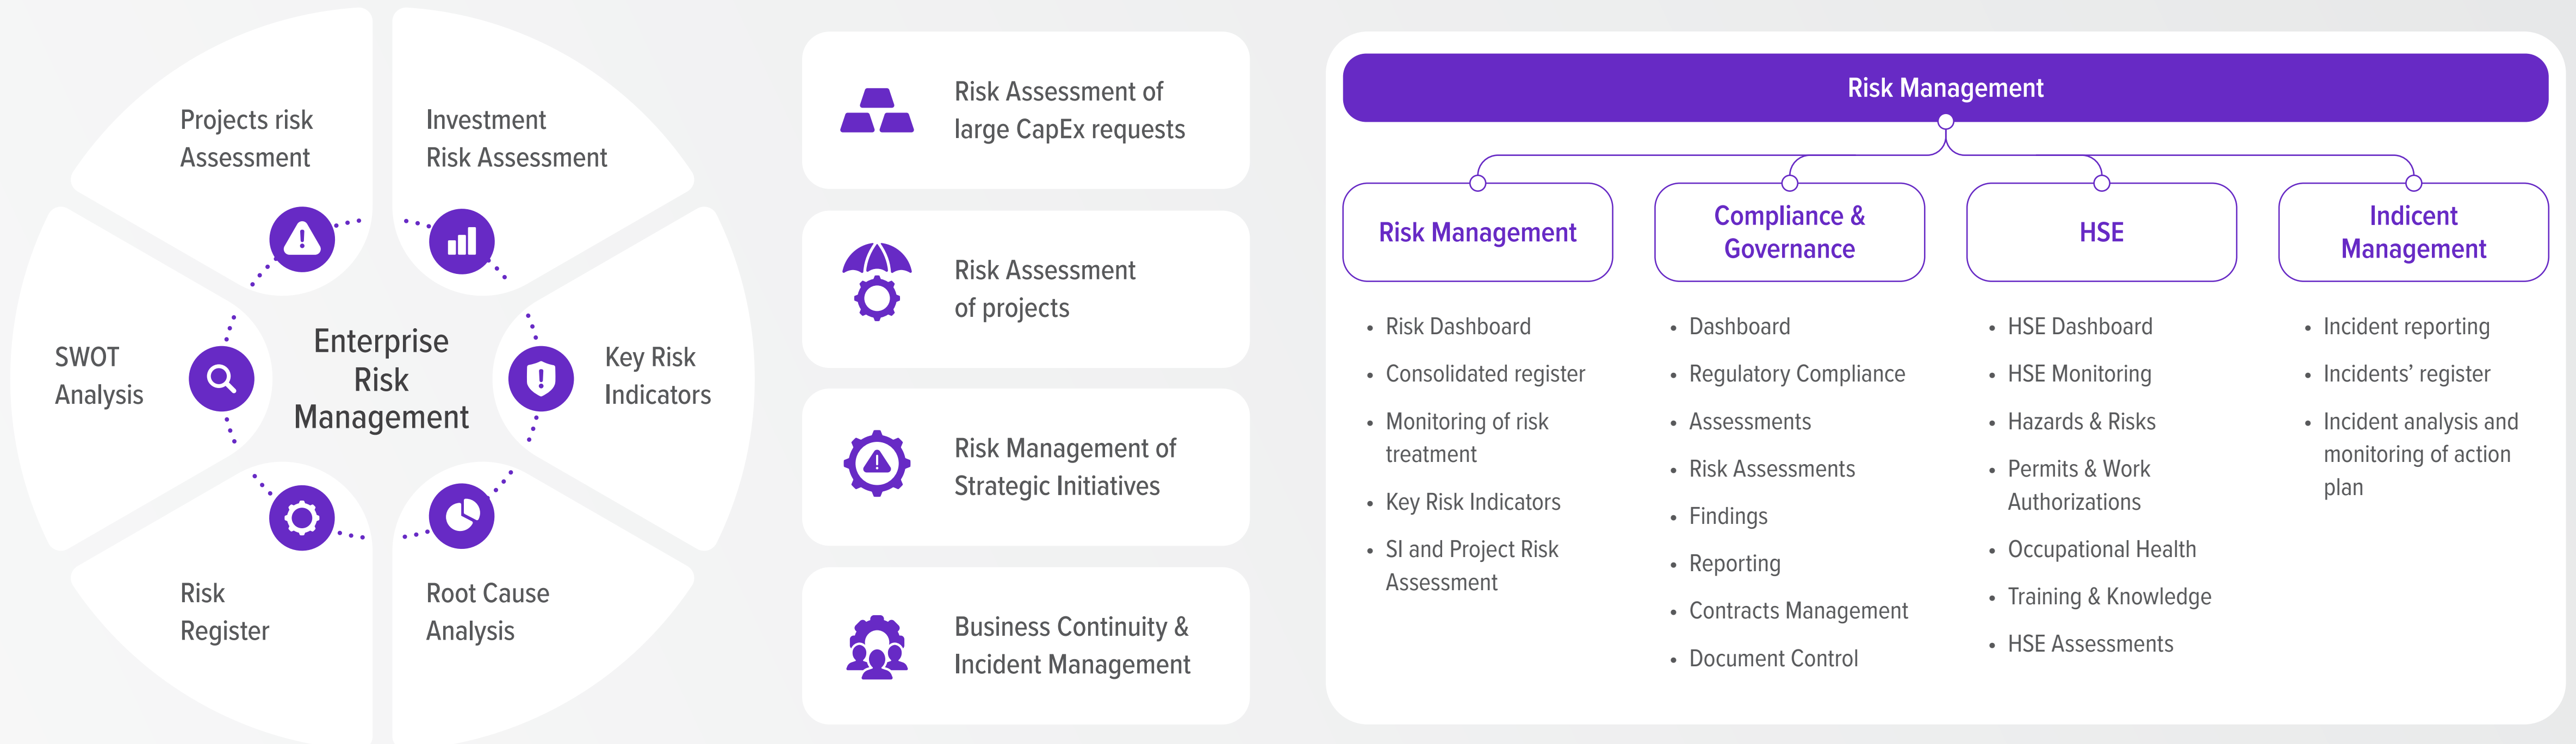 Projects risk
Assessment
Investment
Risk Assessment
SWOT
Analysis
Enterprise
Risk
Management
Key Risk
Indicators
Risk
Register
Root Cause
Analysis
Risk Assessment of
large CapEx requests
Risk Assessment
of projects
Risk Management of
Strategic Initiatives
Business Continuity &
Incident Management
Risk Management
Risk Management
• Risk Dashboard
• Consolidated register
• Monitoring of risk
treatment
• Key Risk Indicators
• SI and Project Risk
Assessment
Compliance &
Governance
• Dashboard
• Regulatory Compliance
• Assessments
• Risk Assessments
• Findings
• Reporting
• Contracts Management
• Document Control
HSE
• HSE Dashboard
• HSE Monitoring
• Hazards & Risks
• Permits & Work
Authorizations
• Occupational Health
• Training & Knowledge
• HSE Assessments
Indicent
Management
• Incident reporting
• Incidents’ register
• Incident analysis and
monitoring of action
plan